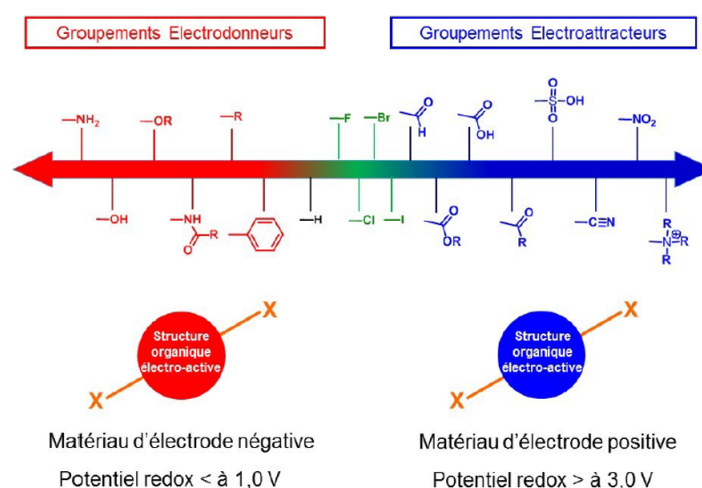 Groupements Electrodonneurs
Groupements Electroattracteurs
—NH₂
—OR
—R
—F
—Br
O
H
O
OH
O
—S—OH
O
—NO₂
—OH
—NH
O
R
—H
—Cl
—I
O
OR
O
R
—C≡N
R
—N—R
⊕
R
X
Structure
organique
électro-active
X
X
Structure
organique
électro-active
X
Matériau d'électrode négative
Matériau d'électrode positive
Potentiel redox < à 1,0 V
Potentiel redox > à 3.0 V